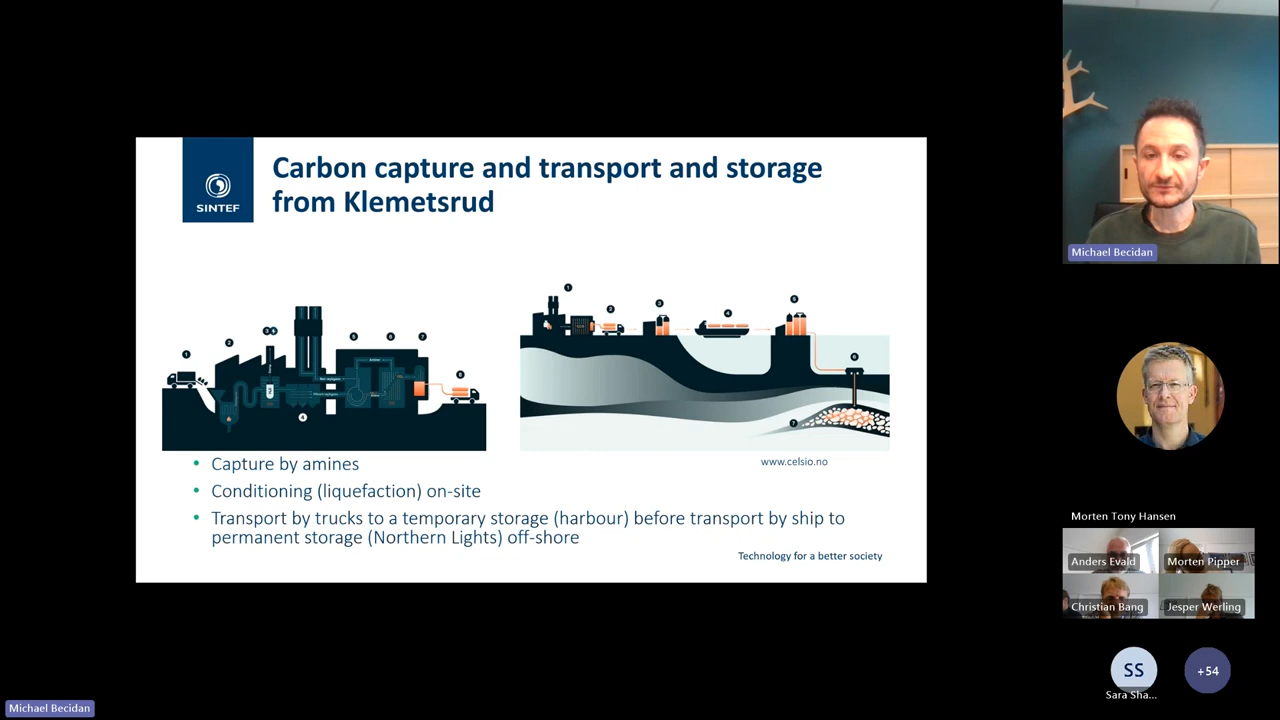 SINTEF
Carbon capture and transport and storage
from Klemetsrud
www.celsio.no
• Capture by amines
• Conditioning (liquefaction) on-site
• Transport by trucks to a temporary storage (harbour) before transport by ship to
permanent storage (Northern Lights) off-shore
Technology for a better society
Michael Becidan
Morten Tony Hansen
Anders Evald
Morten Pipper
Christian Bang
Jesper Werling
SS
+54
Sara Sha...
Michael Becidan